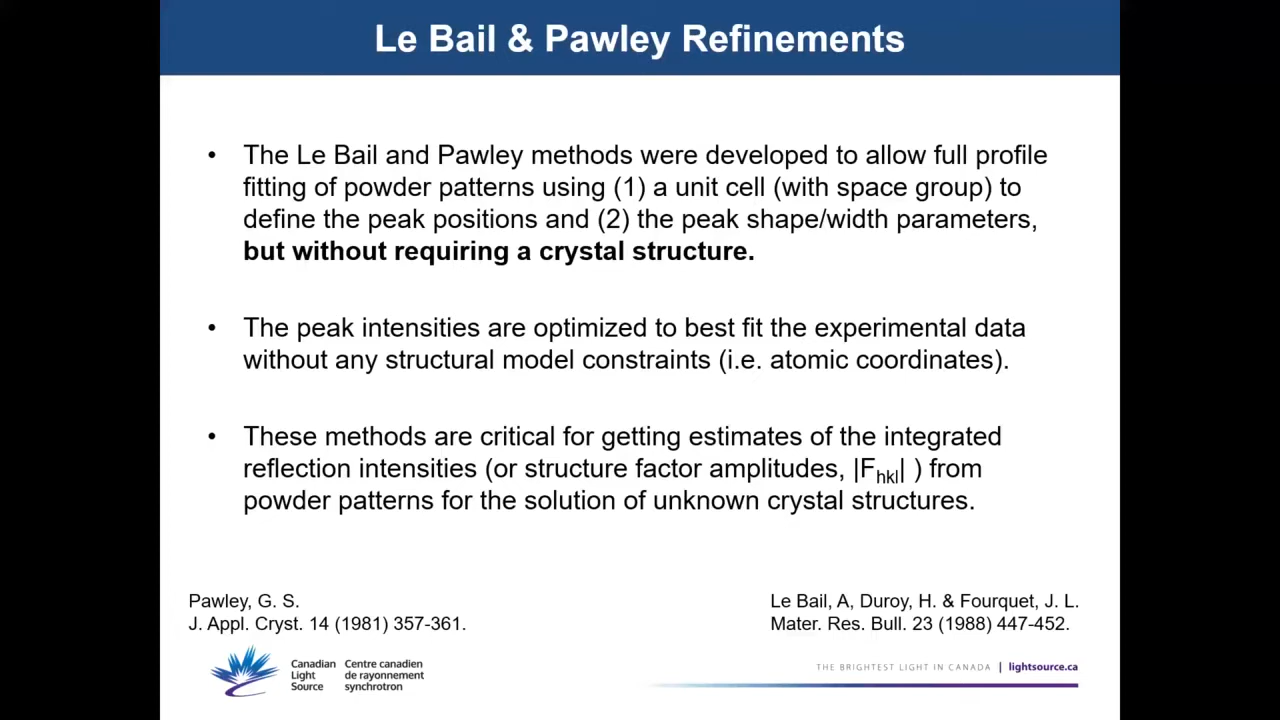 Le Bail & Pawley Refinements
• The Le Bail and Pawley methods were developed to allow full profile
fitting of powder patterns using (1) a unit cell (with space group) to
define the peak positions and (2) the peak shape/width parameters,
but without requiring a crystal structure.
• The peak intensities are optimized to best fit the experimental data
without any structural model constraints (i.e. atomic coordinates).
• These methods are critical for getting estimates of the integrated
reflection intensities (or structure factor amplitudes, |Fhkl| ) from
powder patterns for the solution of unknown crystal structures.
Pawley, G. S.
J. Appl. Cryst. 14 (1981) 357-361.
Le Bail, A, Duroy, H. & Fourquet, J. L.
Mater. Res. Bull. 23 (1988) 447-452.
Canadian
Light
Source
Centre canadien
de rayonnement
synchrotron
THE BRIGHTEST LIGHT IN CANADA | lightsource.ca